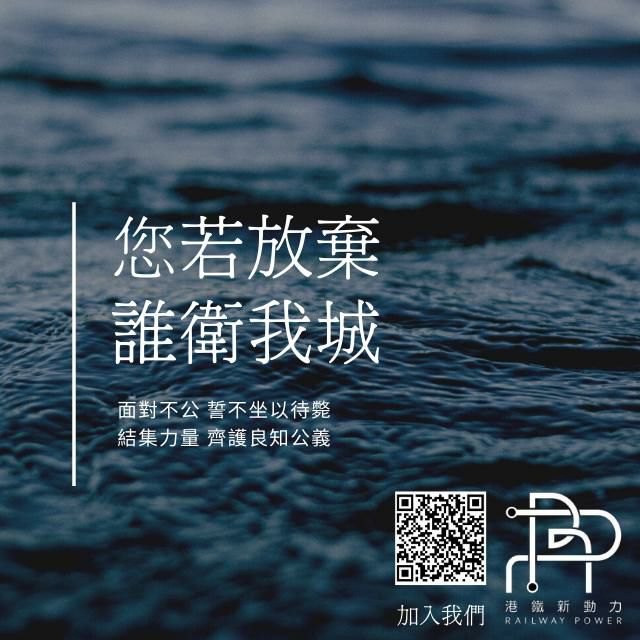 您若放棄
誰衛我城
面對不公 誓不坐以待斃
結集力量 齊護良知公義
加入我們
港鐵新動力
RAILWAY POWER